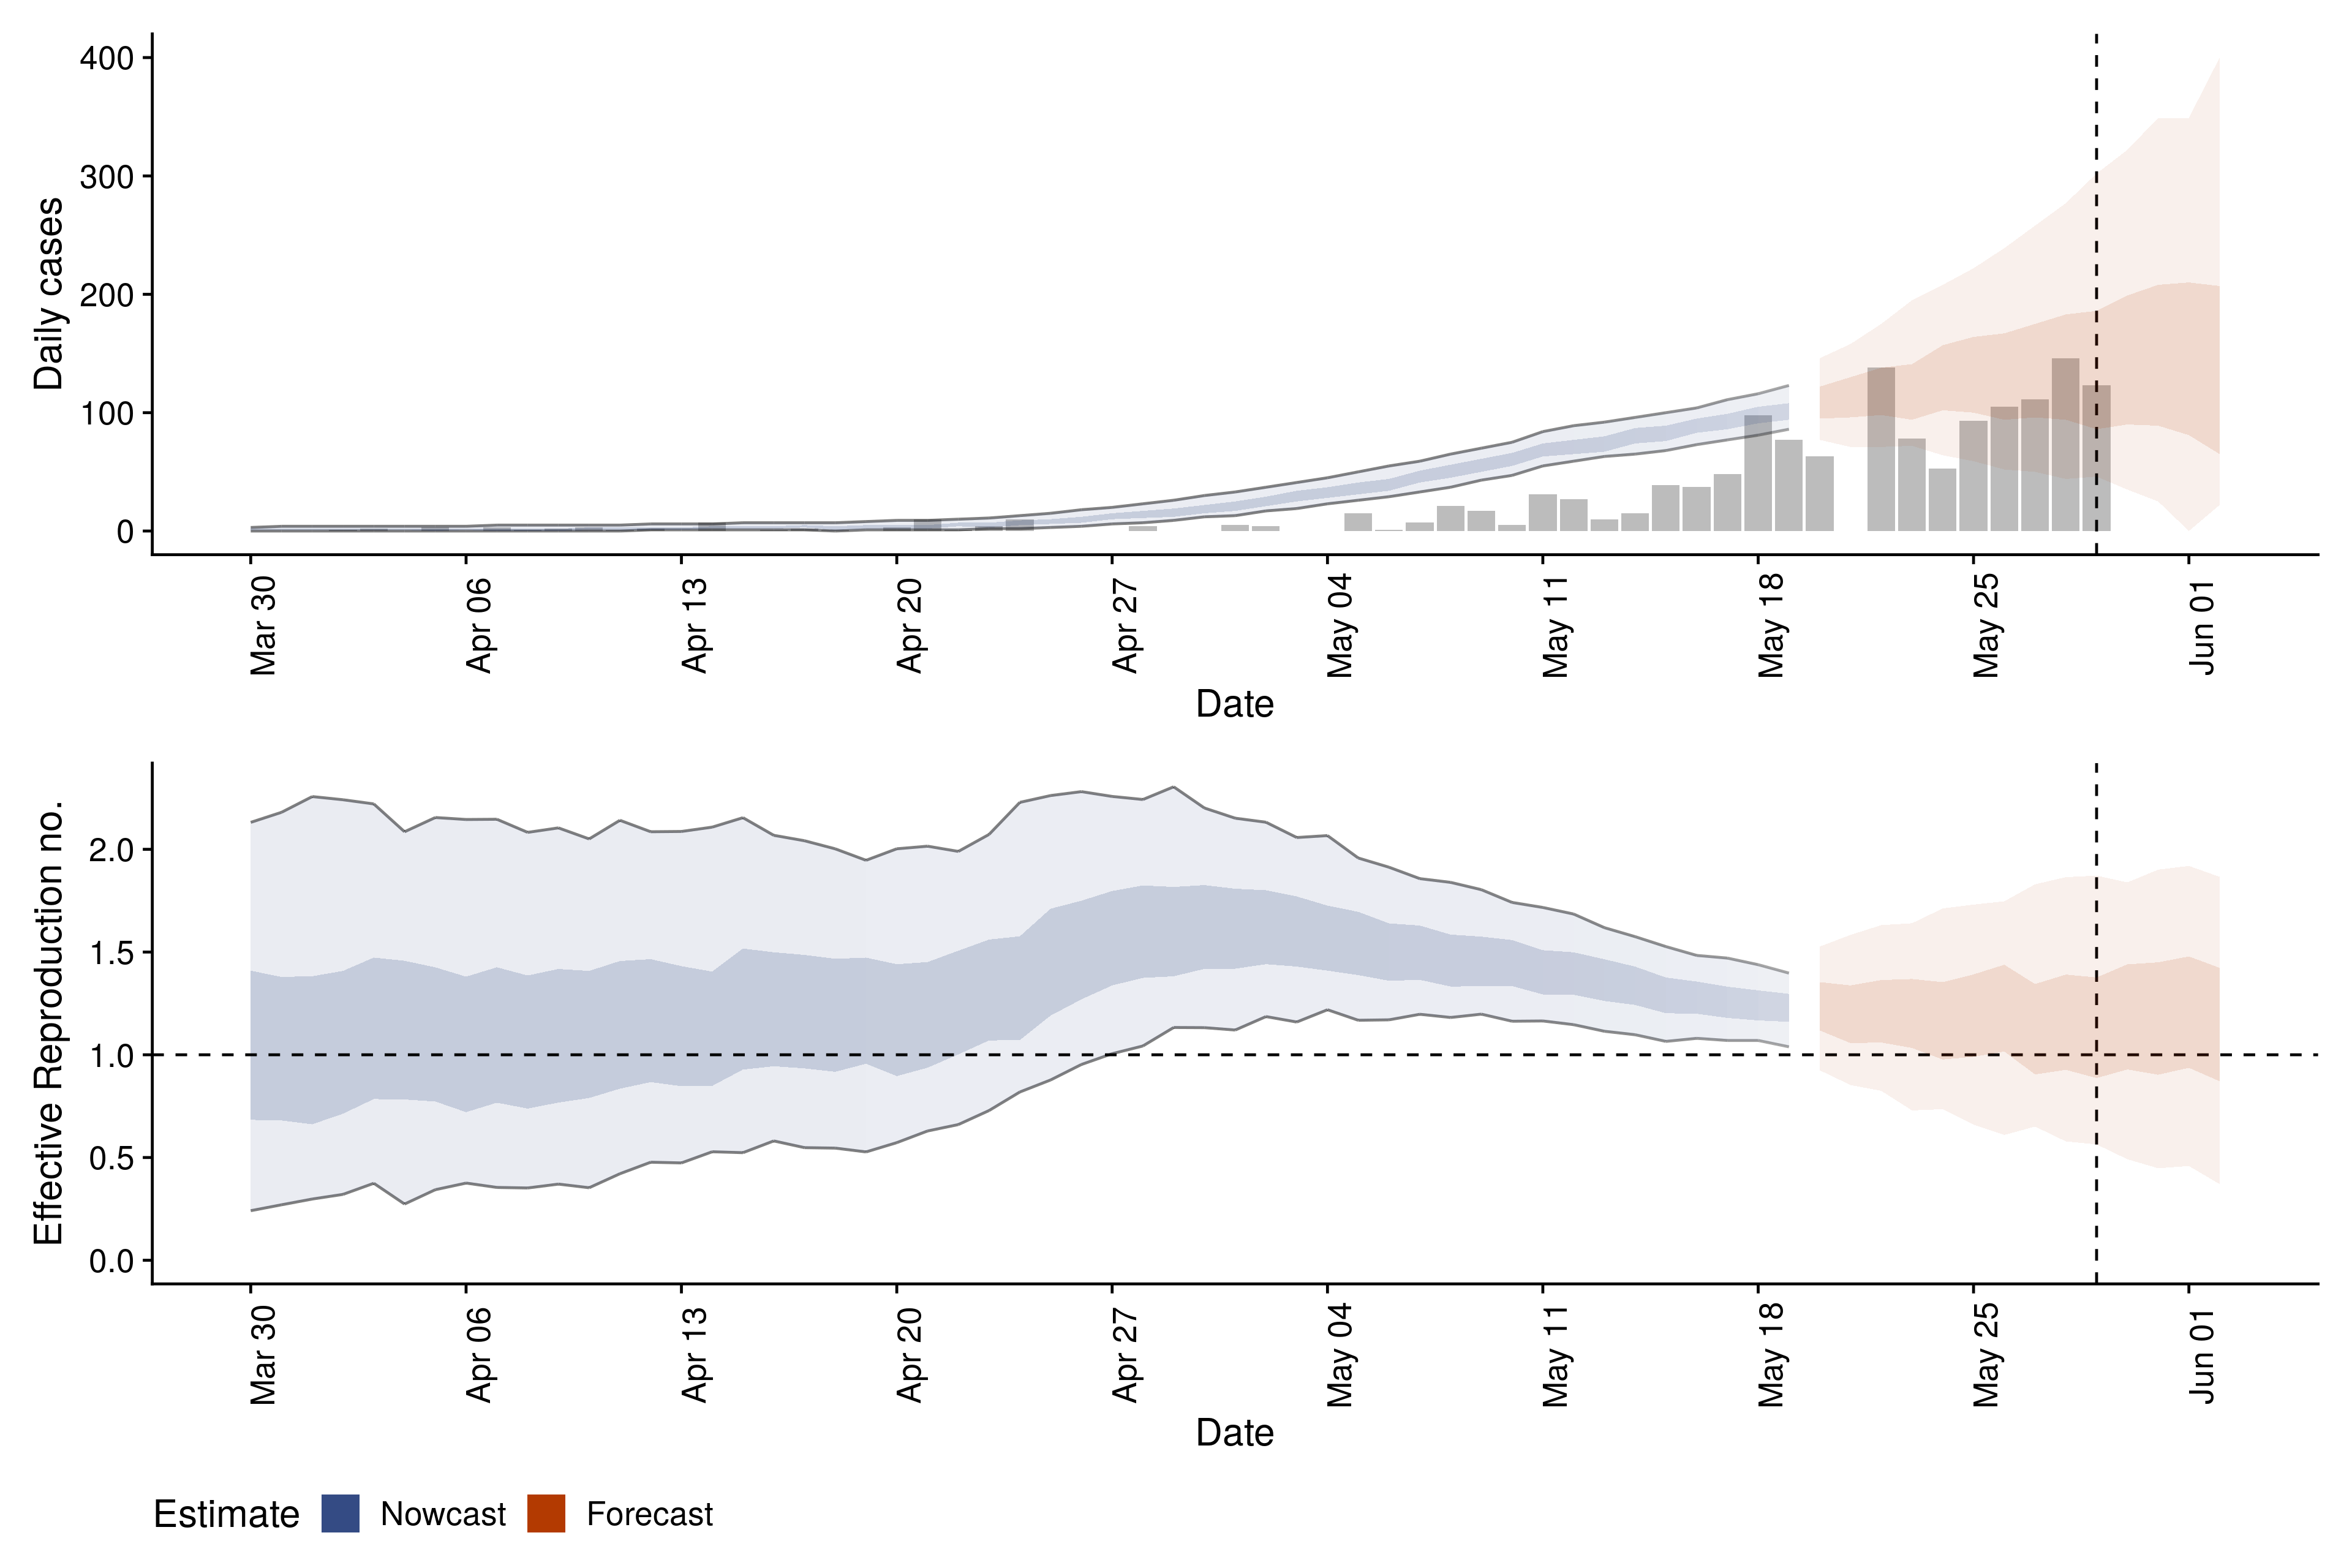 Daily cases
400
300
200
100
0
Mar 30
Apr 06
Apr 13
Apr 20
Apr 27
May 04
May 11
May 18
May 25
Jun 01
Date
Effective Reproduction no.
2.0
1.5
1.0
0.5
0.0
Mar 30
Apr 06
Apr 13
Apr 20
Apr 27
May 04
May 11
May 18
May 25
Jun 01
Date
Estimate Nowcast Forecast